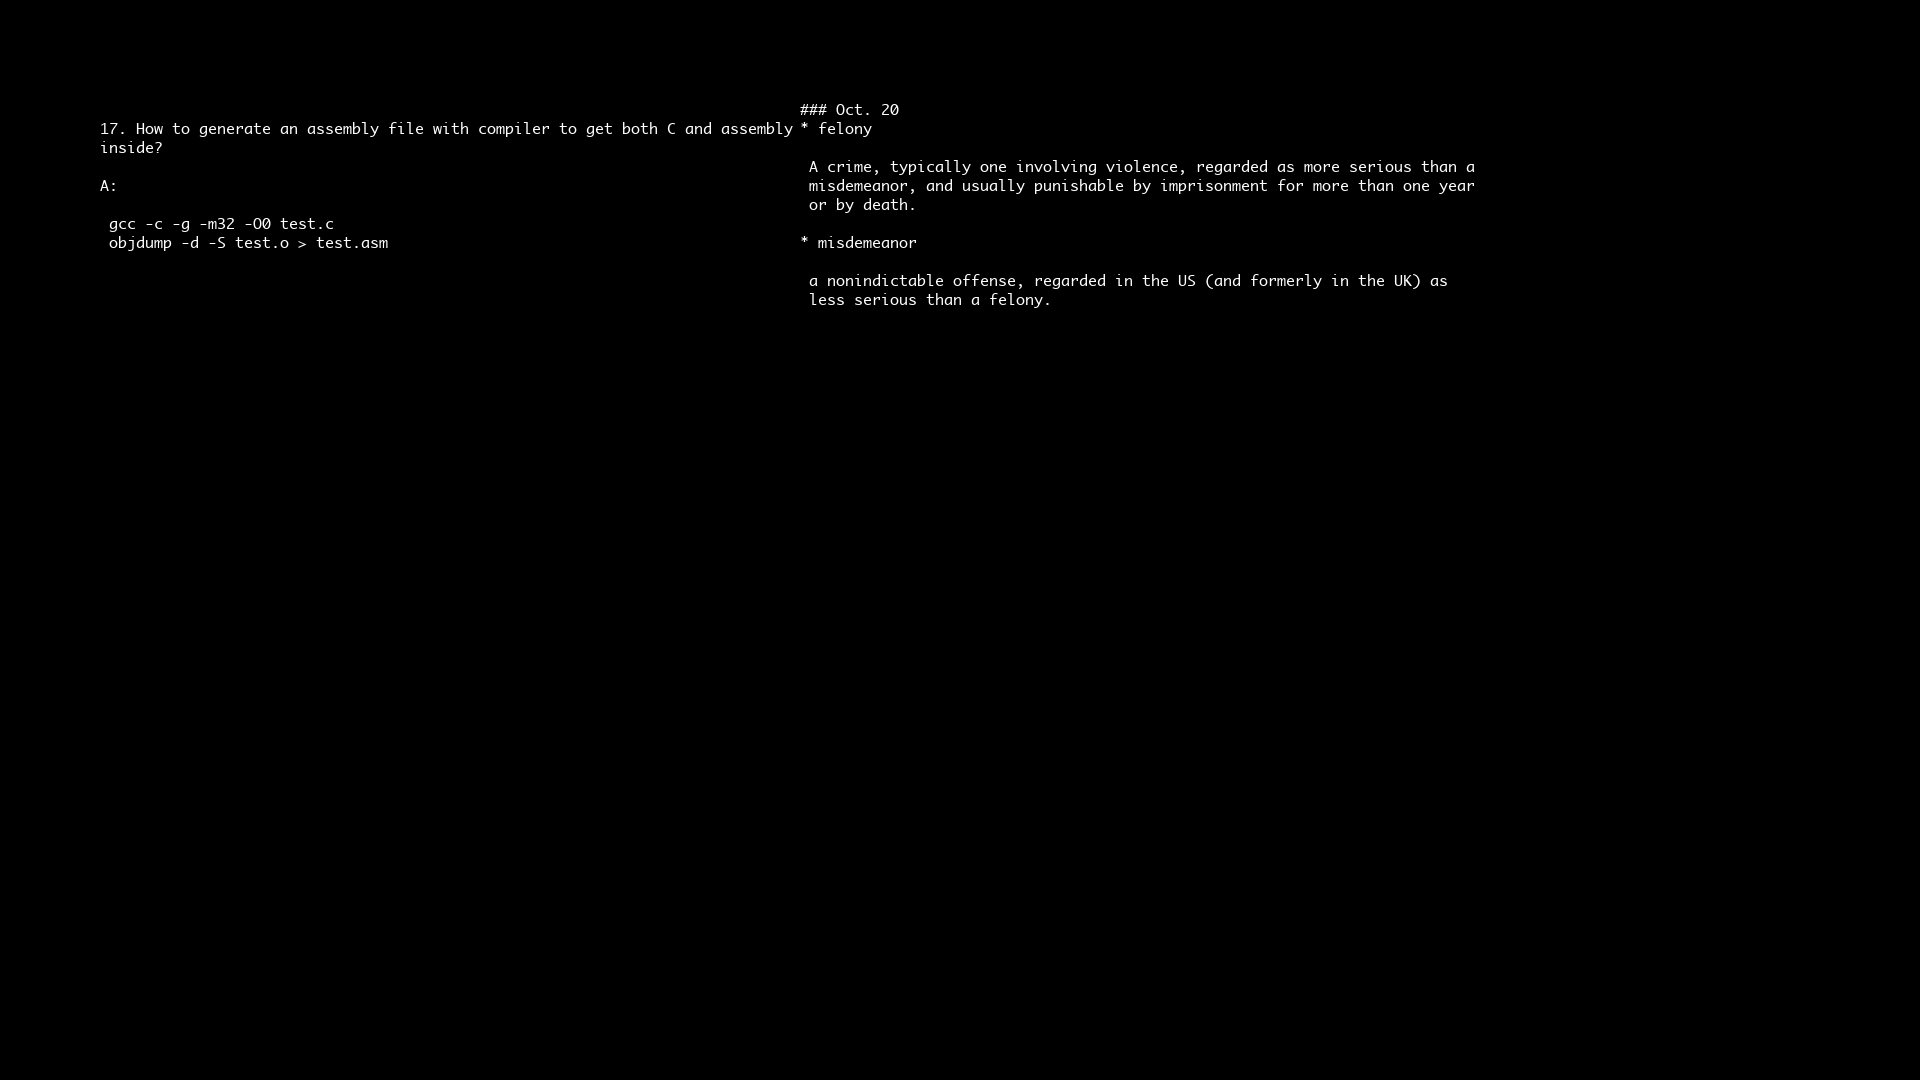 17. How to generate an assembly file with compiler to get both C and assembly
inside?
A:
gcc -c -g -m32 -O0 test.c
objdump -d -S test.o > test.asm
### Oct. 20
* felony
A crime, typically one involving violence, regarded as more serious than a
misdemeanor, and usually punishable by imprisonment for more than one year
or by death.
* misdemeanor
a nonindictable offense, regarded in the US (and formerly in the UK) as
less serious than a felony.